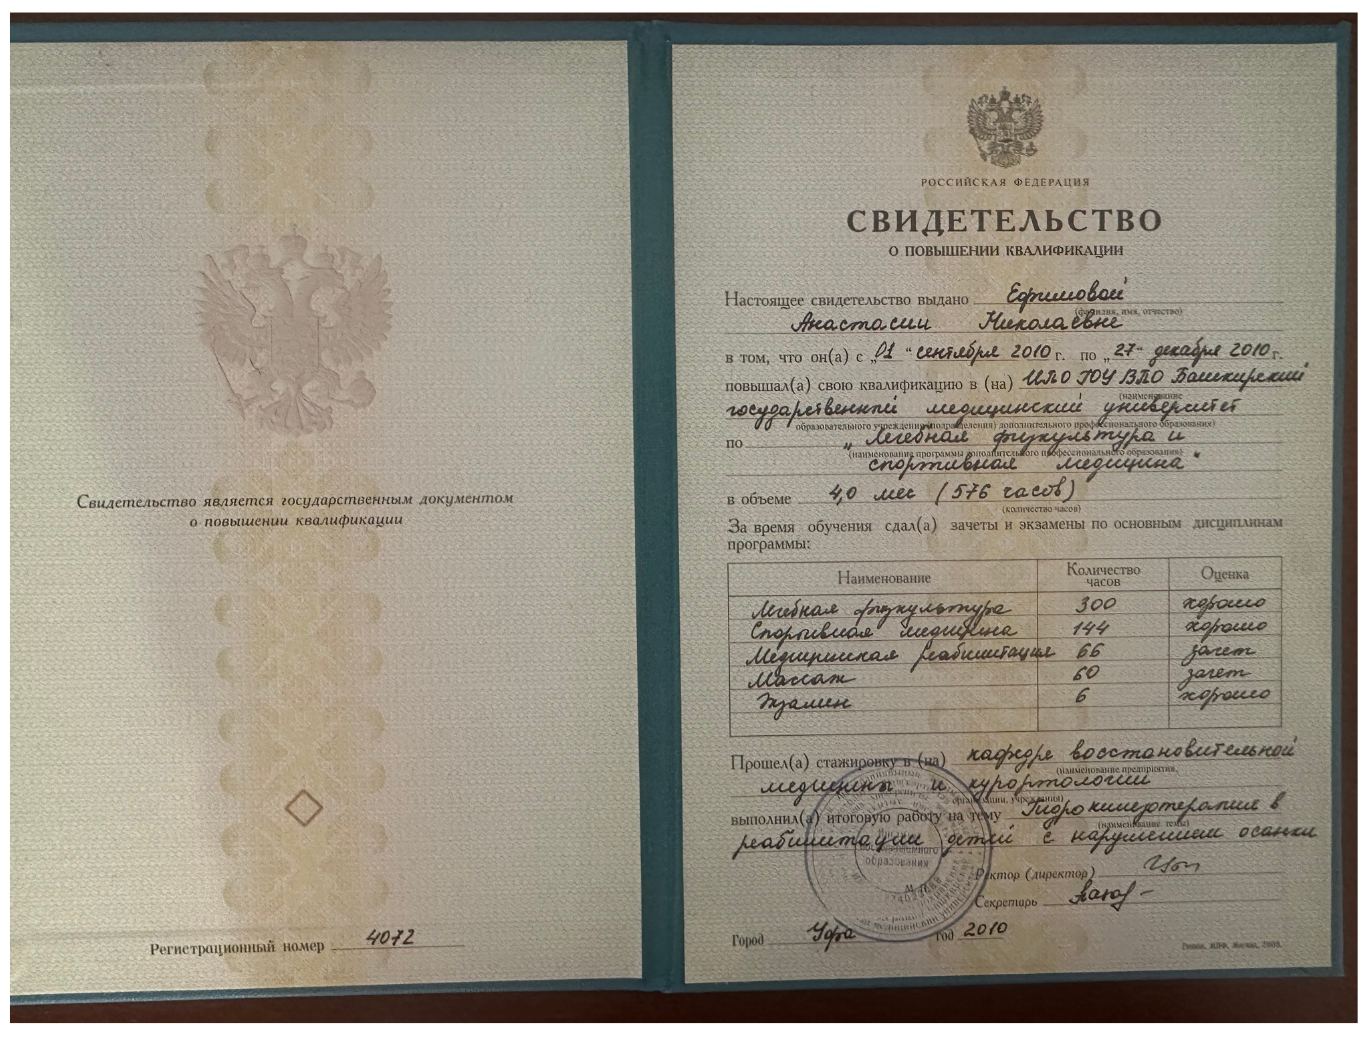 Свидетельство является государственным документом
о повышении квалификации
Регистрационный номер 4072
РОССИЙСКАЯ ФЕДЕРАЦИЯ
СВИДЕТЕЛЬСТВО
О ПОВЫШЕНИИ КВАЛИФИКАЦИИ
Настоящее свидетельство выдано Ефимовой
(фамилия, имя, отчество)
Анастасии Николаевне
в том, что он(а) с „01" сентября 2010 г. по „27" декабря 2010 г.
повышал(а) свою квалификацию в (на) ИПО ГОУ ВПО Башкирский
(наименование
государственный медицинский университет
образовательного учреждения (подразделения) дополнительного профессионального образования)
по „Лечебная физкультура и
(наименование программы дополнительного профессионального образования)
спортивная медицина"
в объеме 4,0 мес (576 часов)
(количество часов)
За время обучения сдал(а) зачеты и экзамены по основным дисциплинам
программы:
Наименование Количество часов Оценка
Лечебная физкультура 300 хорошо
Спортивная медицина 144 хорошо
Медицинская реабилитация 66 зачет
Массаж 60 зачет
Экзамен 6 хорошо
Прошел(а) стажировку в (на) кафедре восстановительной
(наименование предприятия,
медицины и курортологии
организации, учреждения)
выполнил(а) итоговую работу на тему Гидрокинезотерапия в
(наименование темы)
реабилитации детей с нарушением осанки
образования
М.П.
Ректор (директор)
Секретарь
Город Уфа год 2010